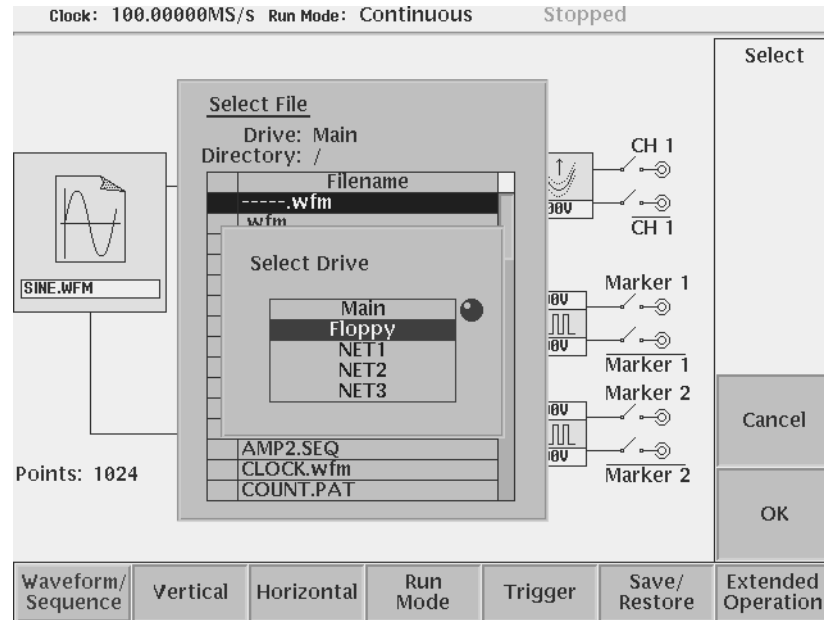 Clock: 100.00000MS/s Run Mode: Continuous Stopped
Select
Select File
Drive: Main
Directory: /
Filename
-----.wfm
wfm
Select Drive
Main
Floppy
NET1
NET2
NET3
AMP2.SEQ
CLOCK.wfm
COUNT.PAT
SINE.WFM
Points: 1024
CH 1
CH 1
Marker 1
Marker 1
Marker 2
Marker 2
Cancel
OK
Waveform/
Sequence
Vertical
Horizontal
Run
Mode
Trigger
Save/
Restore
Extended
Operation